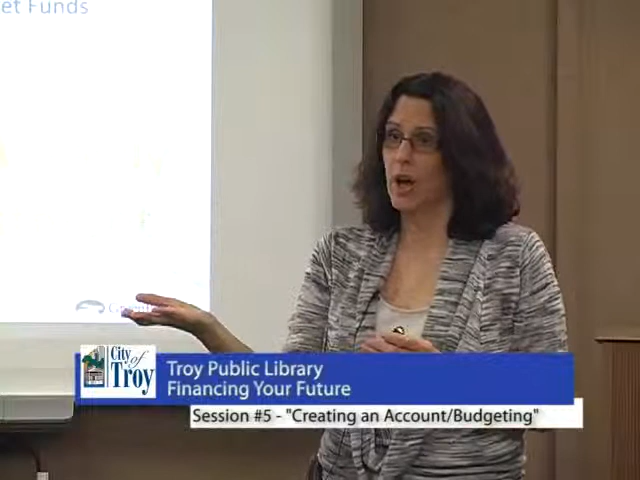 et Funds
City of
Troy
Troy Public Library
Financing Your Future
Session #5 - "Creating an Account/Budgeting"